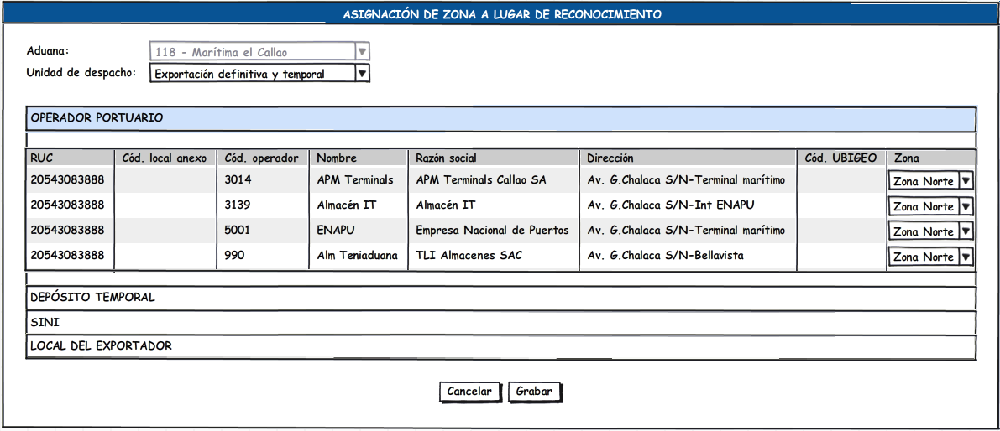 ASIGNACIÓN DE ZONA A LUGAR DE RECONOCIMIENTO
Aduana: 118 - Marítima el Callao
Unidad de despacho: Exportación definitiva y temporal
OPERADOR PORTUARIO
RUC Cód. local anexo Cód. operador Nombre Razón social Dirección Cód. UBIGEO Zona
20543083888 3014 APM Terminals APM Terminals Callao SA Av. G.Chalaca S/N-Terminal marítimo Zona Norte
20543083888 3139 Almacén IT Almacén IT Av. G.Chalaca S/N-Int ENAPU Zona Norte
20543083888 5001 ENAPU Empresa Nacional de Puertos Av. G.Chalaca S/N-Terminal marítimo Zona Norte
20543083888 990 Alm Teniaduana TLI Almacenes SAC Av. G.Chalaca S/N-Bellavista Zona Norte
DEPÓSITO TEMPORAL
SINI
LOCAL DEL EXPORTADOR
Cancelar Grabar